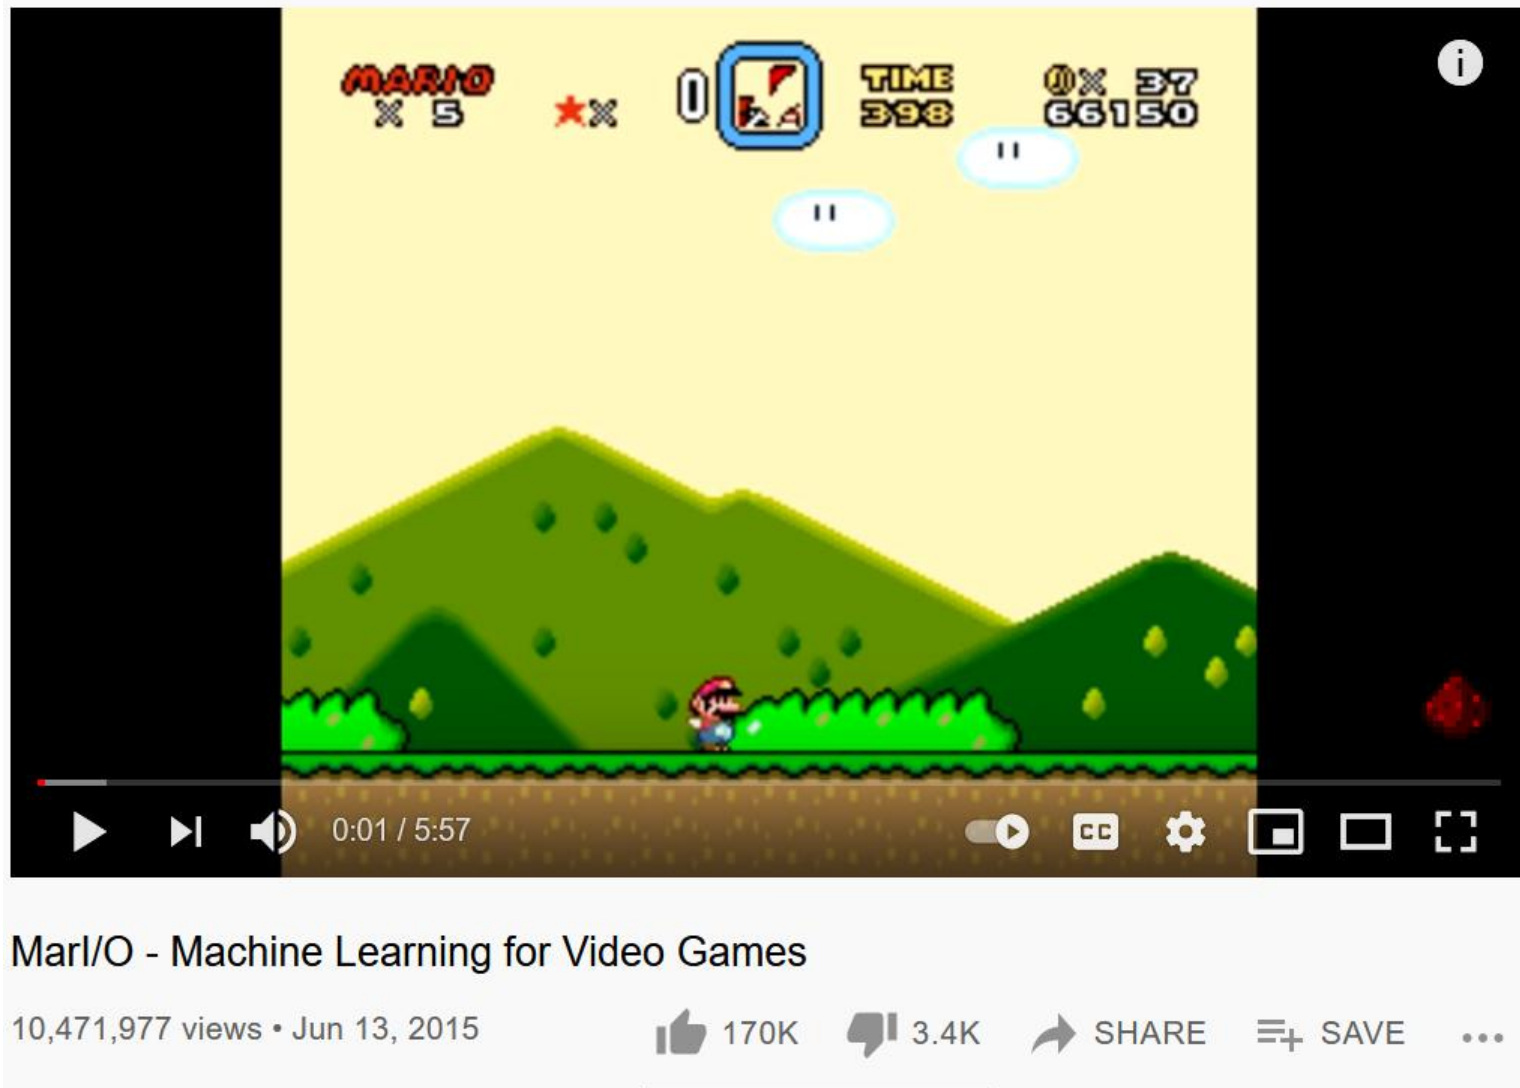 MARIO
TIME
x 37
x 5
x
0
398
66150
0:01 / 5:57
CC
MarI/O - Machine Learning for Video Games
10,471,977 views • Jun 13, 2015
170K
3.4K
SHARE
SAVE